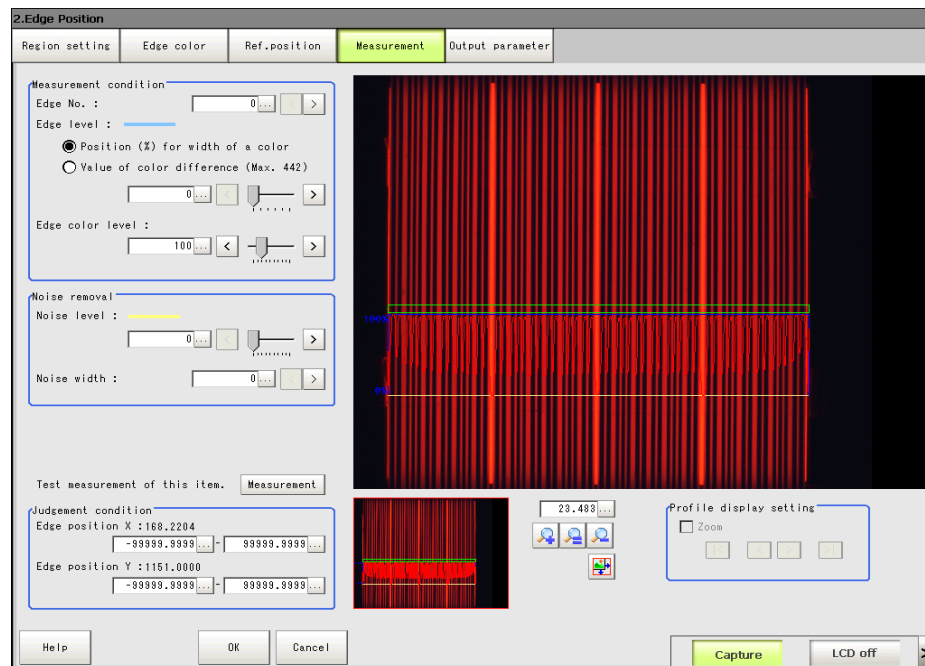 2.Edge Position
Region setting Edge color Ref.position Measurement Output parameter
Measurement condition
Edge No. : 0 ... < >
Edge level :
Position (%) for width of a color
Value of color difference (Max. 442)
0 ... < >
Edge color level :
100 ... < >
Noise removal
Noise level :
0 ... < >
Noise width : 0 ... < >
Test measurement of this item. Measurement
Judgement condition
Edge position X :168.2204
-99999.9999 ... - 99999.9999 ...
Edge position Y :1151.0000
-99999.9999 ... - 99999.9999 ...
100%
23.483 ...
Profile display setting
Zoom
|< < > >|
Help OK Cancel
Capture LCD off >